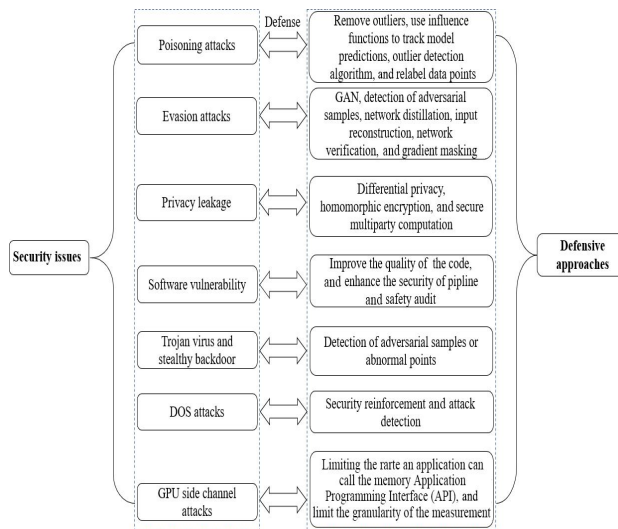 Defense
Poisoning attacks
Remove outliers, use influence
functions to track model
predictions, outlier detection
algorithm, and relabel data points
Evasion attacks
GAN, detection of adversarial
samples, network distillation, input
reconstruction, network
verification, and gradient masking
Privacy leakage
Differential privacy,
homomorphic encryption, and secure
multiparty computation
Security issues
Defensive
approaches
Software vulnerability
Improve the quality of the code,
and enhance the security of pipline
and safety audit
Trojan virus and
stealthy backdoor
Detection of adversarial samples or
abnormal points
DOS attacks
Security reinforcement and attack
detection
GPU side channel
attacks
Limiting the rarte an application can
call the memory Application
Programming Interface (API), and
limit the granularity of the measurement